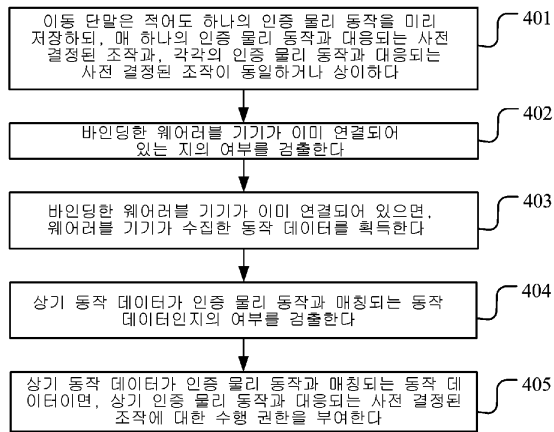 이동 단말은 적어도 하나의 인증 물리 동작을 미리
저장하되, 매 하나의 인증 물리 동작과 대응되는 사전
결정된 조작과, 각각의 인증 물리 동작과 대응되는
사전 결정된 조작이 동일하거나 상이하다
401
바인딩한 웨어러블 기기가 이미 연결되어
있는 지의 여부를 검출한다
402
바인딩한 웨어러블 기기가 이미 연결되어 있으면,
웨어러블 기기가 수집한 동작 데이터를 획득한다
403
상기 동작 데이터가 인증 물리 동작과 매칭되는 동작
데이터인지의 여부를 검출한다
404
상기 동작 데이터가 인증 물리 동작과 매칭되는 동작 데
이터이면, 상기 인증 물리 동작과 대응되는 사전 결정된
조작에 대한 수행 권한을 부여한다
405